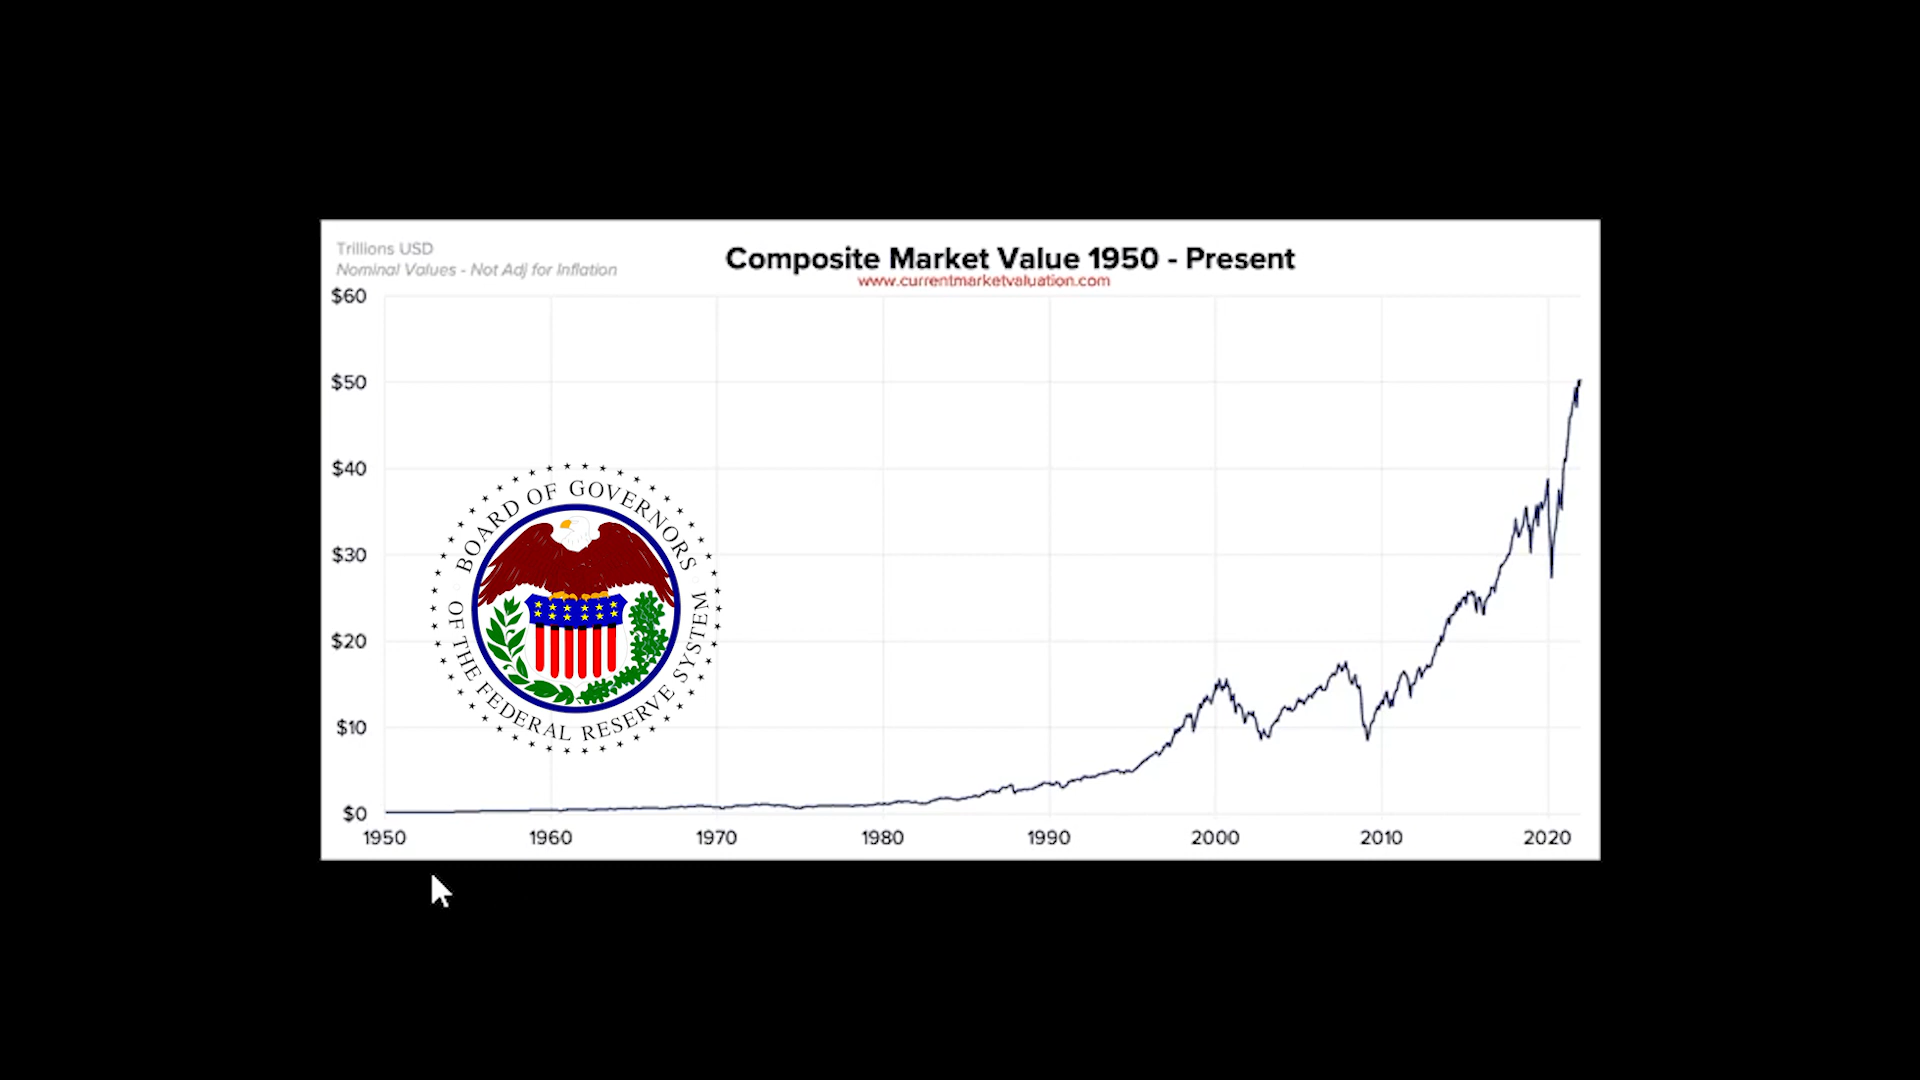 Trillions USD
Nominal Values - Not Adj for Inflation
Composite Market Value 1950 - Present
www.currentmarketvaluation.com
$60
$50
$40
$30
$20
$10
$0
1950 1960 1970 1980 1990 2000 2010 2020
BOARD OF GOVERNORS
OF THE FEDERAL RESERVE SYSTEM